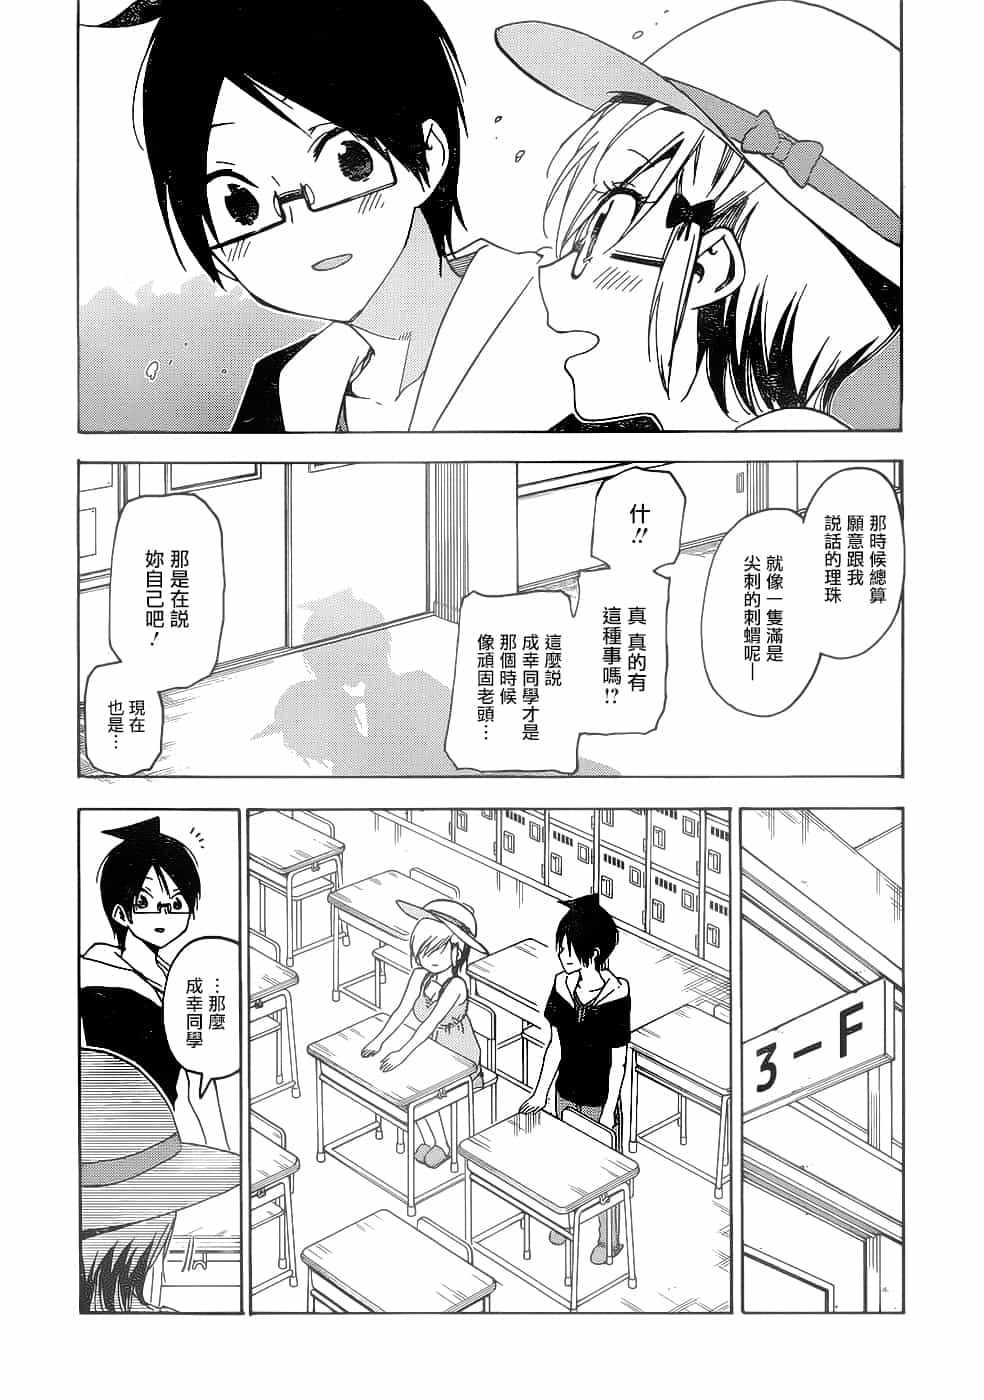 那時候總算
願意跟我
説話的理珠
就像一隻滿是
尖刺的刺蝟呢—
什!!
真 真的有
這種事嗎!?
這麼説
成幸同學才是
那個時候
像頑固老頭…
那是在説
妳自己吧！
現在
也是…
3-F
…那麼
成幸同學